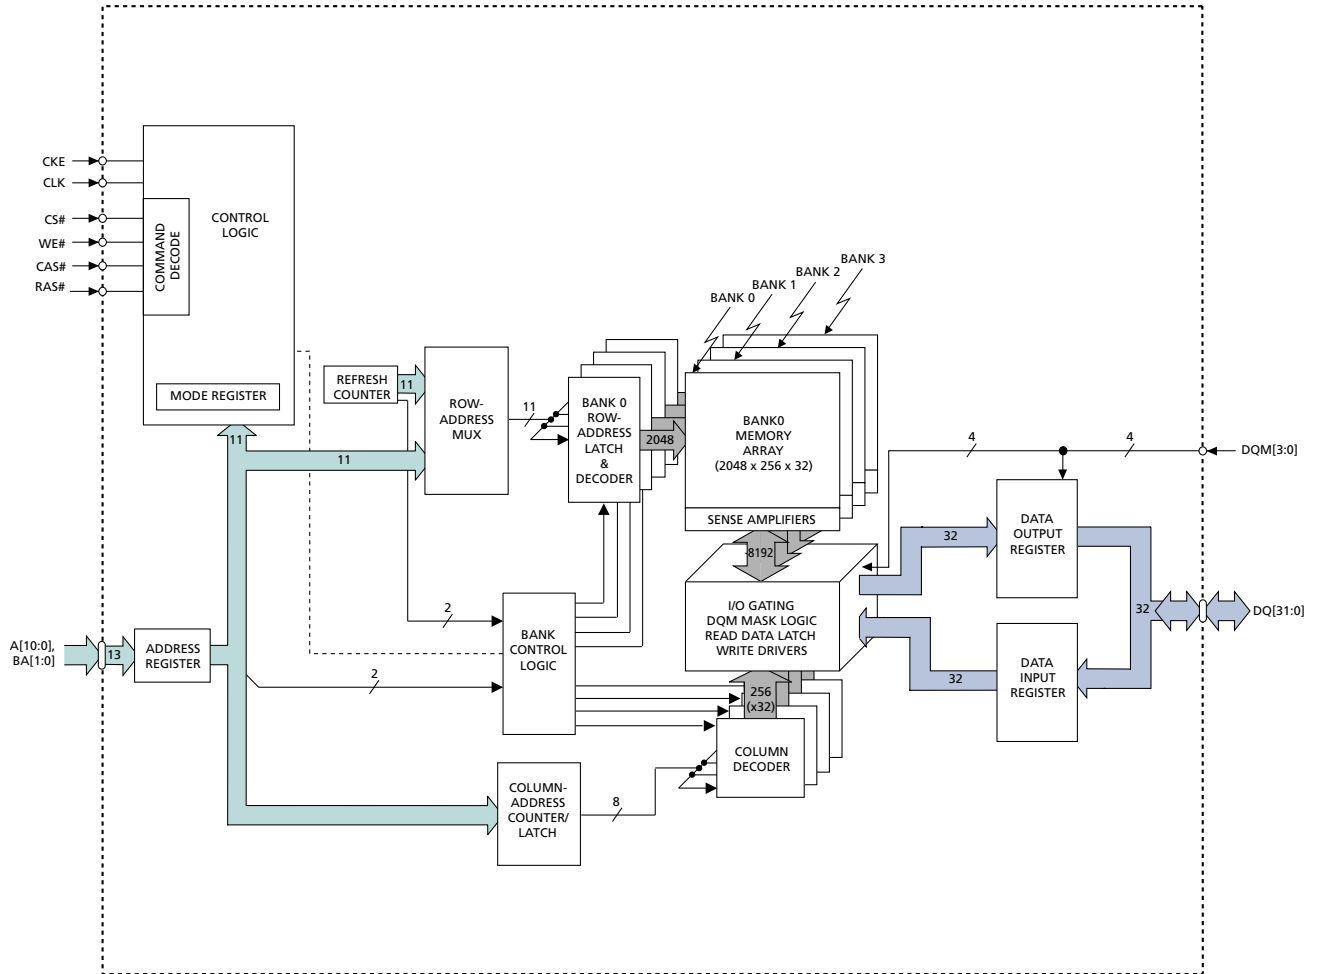 CKE
CLK
CS#
WE#
CAS#
RAS#
COMMAND
DECODE
CONTROL
LOGIC
MODE REGISTER
11
REFRESH
COUNTER
11
11
ROW-
ADDRESS
MUX
11
BANK 0
ROW-
ADDRESS
LATCH
&
DECODER
2048
BANK 0
BANK 1
BANK 2
BANK 3
BANK0
MEMORY
ARRAY
(2048 x 256 x 32)
SENSE AMPLIFIERS
8192
I/O GATING
DQM MASK LOGIC
READ DATA LATCH
WRITE DRIVERS
4
4
DQM[3:0]
32
DATA
OUTPUT
REGISTER
32
DQ[31:0]
DATA
INPUT
REGISTER
32
A[10:0],
BA[1:0]
13
ADDRESS
REGISTER
2
2
BANK
CONTROL
LOGIC
256
(x32)
COLUMN
DECODER
COLUMN-
ADDRESS
COUNTER/
LATCH
8